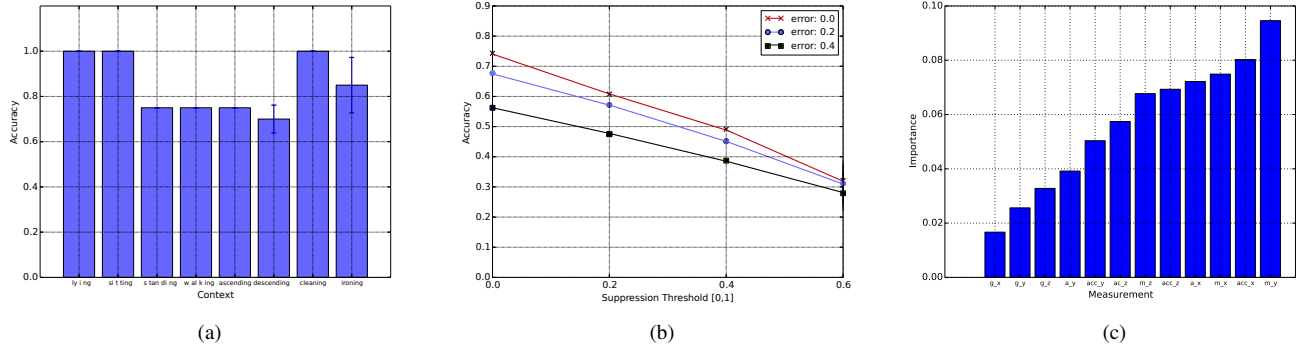 1.0
0.8
0.6
0.4
0.2
0.0
Accuracy
ly i ng si t ting s tan di ng w al k ing ascending descending cleaning ironing
Context
(a)
0.9
0.8
0.7
0.6
0.5
0.4
0.3
0.2
0.1
0.0
Accuracy
error: 0.0
error: 0.2
error: 0.4
0.0 0.2 0.4 0.6
Suppression Threshold [0,1]
(b)
0.10
0.08
0.06
0.04
0.02
0.00
Importance
g_x g_y g_z a_y acc_y ac_z m_z acc_z a_x m_x acc_x m_y
Measurement
(c)